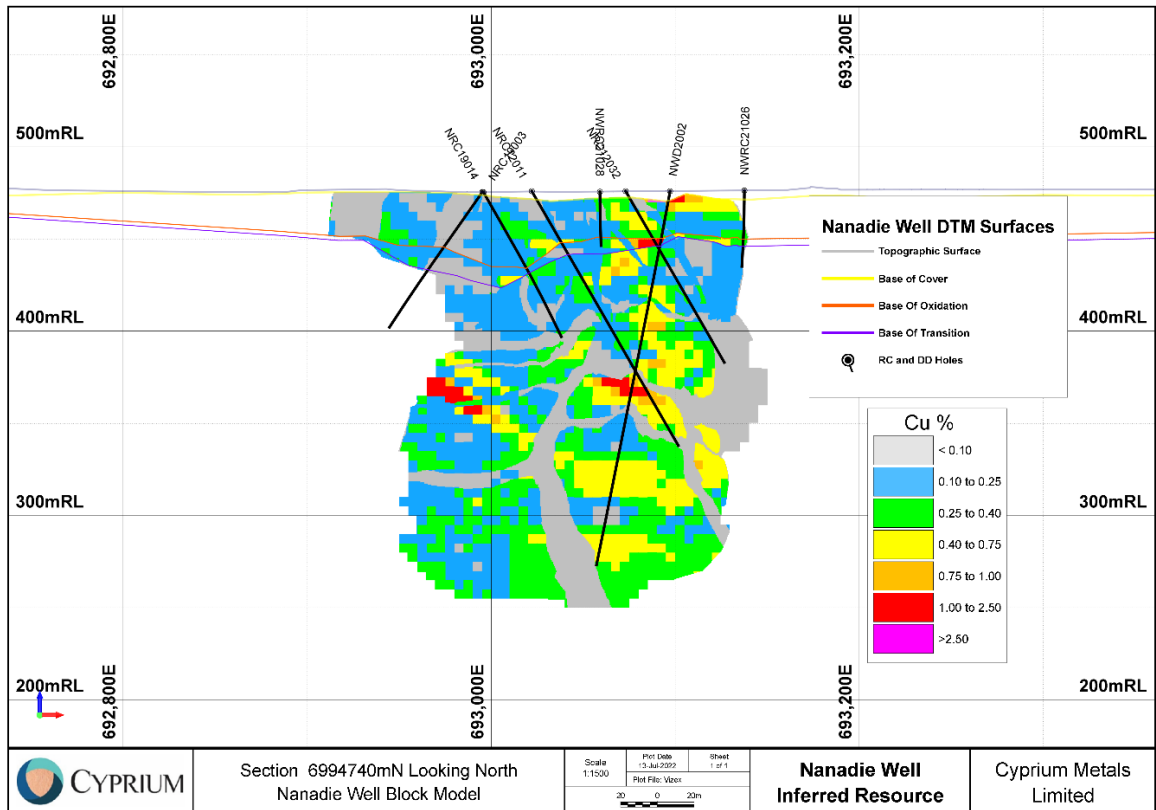 692,800E
693,000E
693,200E
500mRL
500mRL
NRC19014
NWRC21028
NRC12032
NWD2002
NWRC21026
Nanadie Well DTM Surfaces
Topographic Surface
Base of Cover
Base Of Oxidation
Base Of Transition
RC and DD Holes
400mRL
400mRL
Cu %
< 0.10
0.10 to 0.25
0.25 to 0.40
0.40 to 0.75
0.75 to 1.00
1.00 to 2.50
>2.50
300mRL
300mRL
692,800E
693,000E
693,200E
200mRL
200mRL
CYPRIUM
Section 6994740mN Looking North
Nanadie Well Block Model
Scale
1:1500
Plot Date
13-Jul-2022
Sheet
1 of 1
Plot File: Vizex
20 0 20m
Nanadie Well
Inferred Resource
Cyprium Metals
Limited